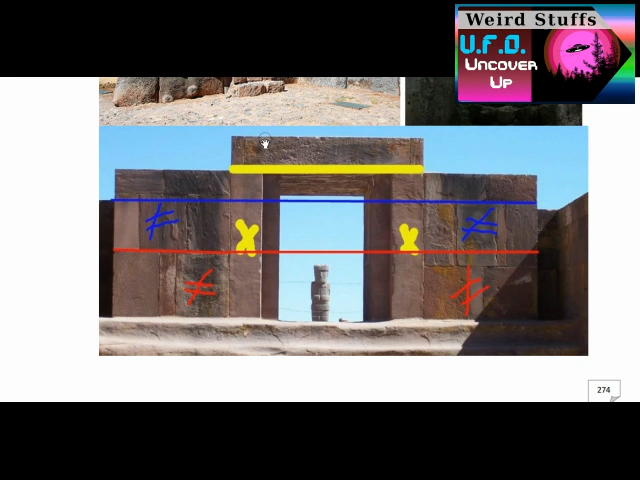 Weird Stuffs
U.F.O.
UNCOVER
UP
≠
≠
X
X
≠
≠
274